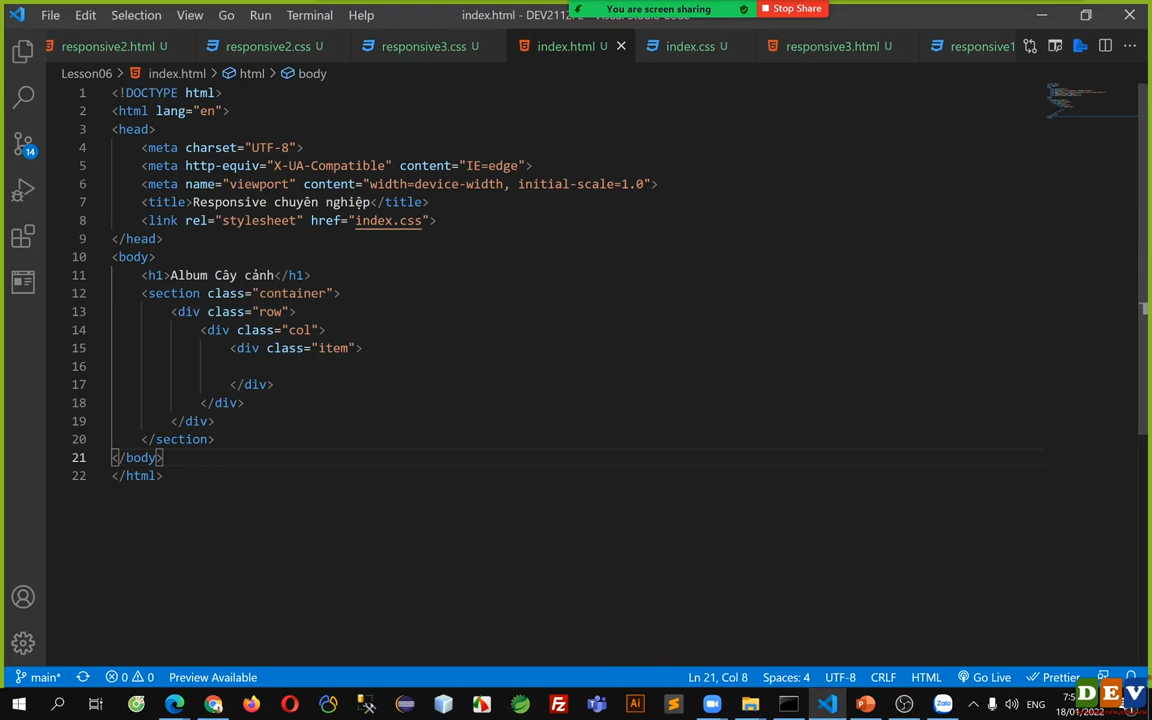 File Edit Selection View Go Run Terminal Help
index.html - DEV2112
You are screen sharing
Stop Share
responsive2.html U
responsive2.css U
responsive3.css U
index.html U
index.css U
responsive3.html U
responsive1
Lesson06 > index.html > html > body
1 <!DOCTYPE html>
2 <html lang="en">
3 <head>
4 <meta charset="UTF-8">
5 <meta http-equiv="X-UA-Compatible" content="IE=edge">
6 <meta name="viewport" content="width=device-width, initial-scale=1.0">
7 <title>Responsive chuyên nghiệp</title>
8 <link rel="stylesheet" href="index.css">
9 </head>
10 <body>
11 <h1>Album Cây cảnh</h1>
12 <section class="container">
13 <div class="row">
14 <div class="col">
15 <div class="item">
16
17 </div>
18 </div>
19 </div>
20 </section>
21 </body>
22 </html>
14
main* 0 0 Preview Available
Ln 21, Col 8 Spaces: 4 UTF-8 CRLF HTML Go Live Prettier
ENG
7:5
18/01/2022
DEV